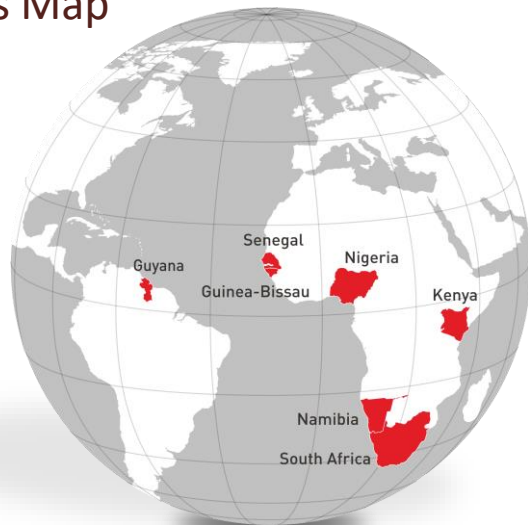 s Map
Senegal
Guyana
Nigeria
Guinea-Bissau
Kenya
Namibia
South Africa